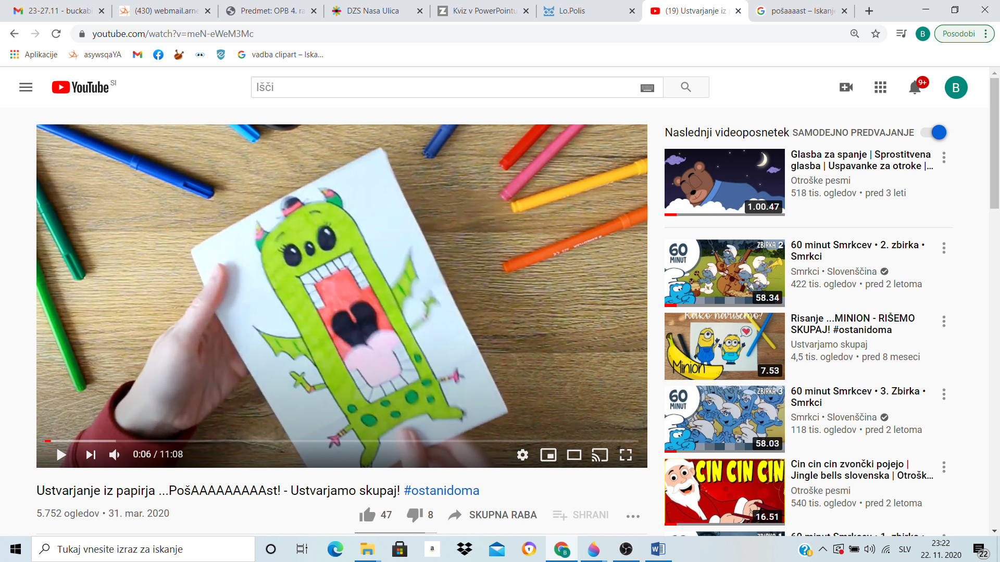 23-27.11 - buckabi
(430) webmail.arne
Predmet: OPB 4. ra
DZS Nasa Ulica
Kviz v PowerPointu
Lo.Polis
(19) Ustvarjanje iz
pošaaaast – Iskanje
youtube.com/watch?v=meN-eWeM3Mc
B
Posodobi
Aplikacije
asywsqaYA
vadba clipart – Iska...
YouTube SI
Išči
9+
B
Naslednji videoposnetek SAMODEJNO PREDVAJANJE
Glasba za spanje | Sprostitvena
glasba | Uspavanke za otroke |...
Otroške pesmi
518 tis. ogledov • pred 3 leti
1.00.47
60
MINUT
ZBIRKA 2
58.34
60 minut Smrkcev • 2. zbirka •
Smrkci
Smrkci • Slovenščina
422 tis. ogledov • pred 2 letoma
Kako narišemo?
Minion
7.53
Risanje ...MINION - RIŠEMO
SKUPAJ! #ostanidoma
Ustvarjamo skupaj
4,5 tis. ogledov • pred 8 meseci
60
MINUT
ZBIRKA 3
58.03
60 minut Smrkcev • 3. Zbirka •
Smrkci
Smrkci • Slovenščina
118 tis. ogledov • pred 2 letoma
CIN CIN CIN
16.51
Cin cin cin zvončki pojejo |
Jingle bells slovenska | Otrošk...
Otroške pesmi
540 tis. ogledov • pred 2 letoma
0:06 / 11:08
Ustvarjanje iz papirja ...PošAAAAAAAAAst! - Ustvarjamo skupaj! #ostanidoma
5.752 ogledov • 31. mar. 2020
47
8
SKUPNA RABA
SHRANI
60 minut Smrkcev • 1. zbirka •
Tukaj vnesite izraz za iskanje
a
B
SLV
23:22
22. 11. 2020
22